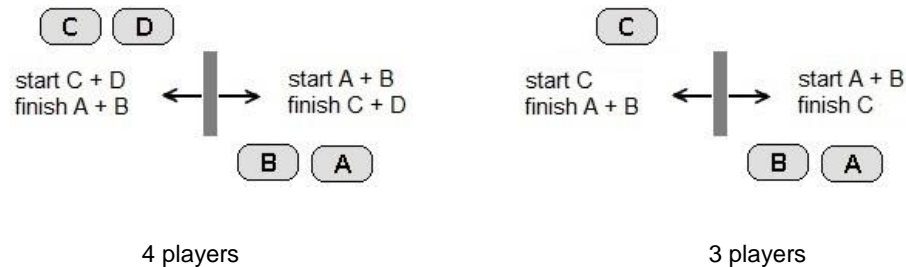 C D
start C + D
finish A + B
start A + B
finish C + D
B A
4 players
C
start C
finish A + B
start A + B
finish C
B A
3 players